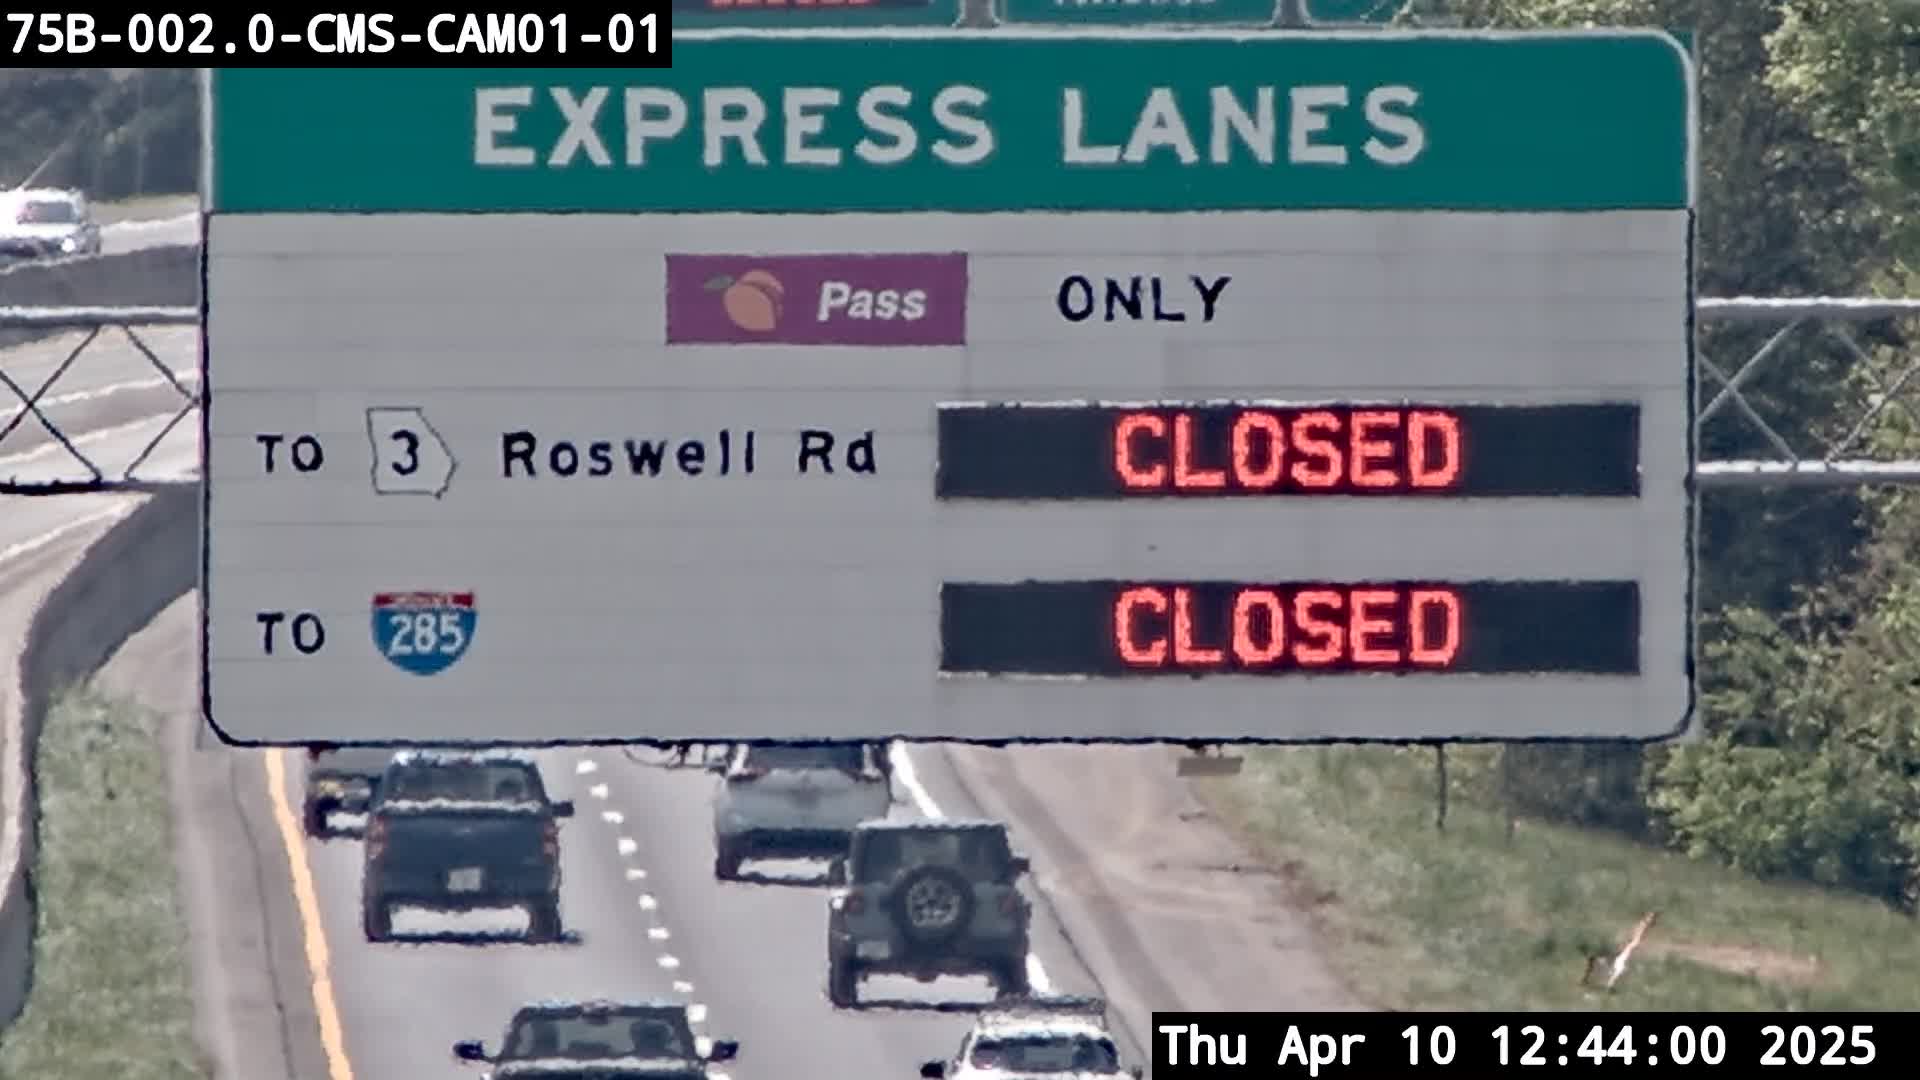 75B-002.0-CMS-CAM01-01
EXPRESS LANES
Pass ONLY
TO 3 Roswell Rd CLOSED
TO 285 CLOSED
Thu Apr 10 12:44:00 2025